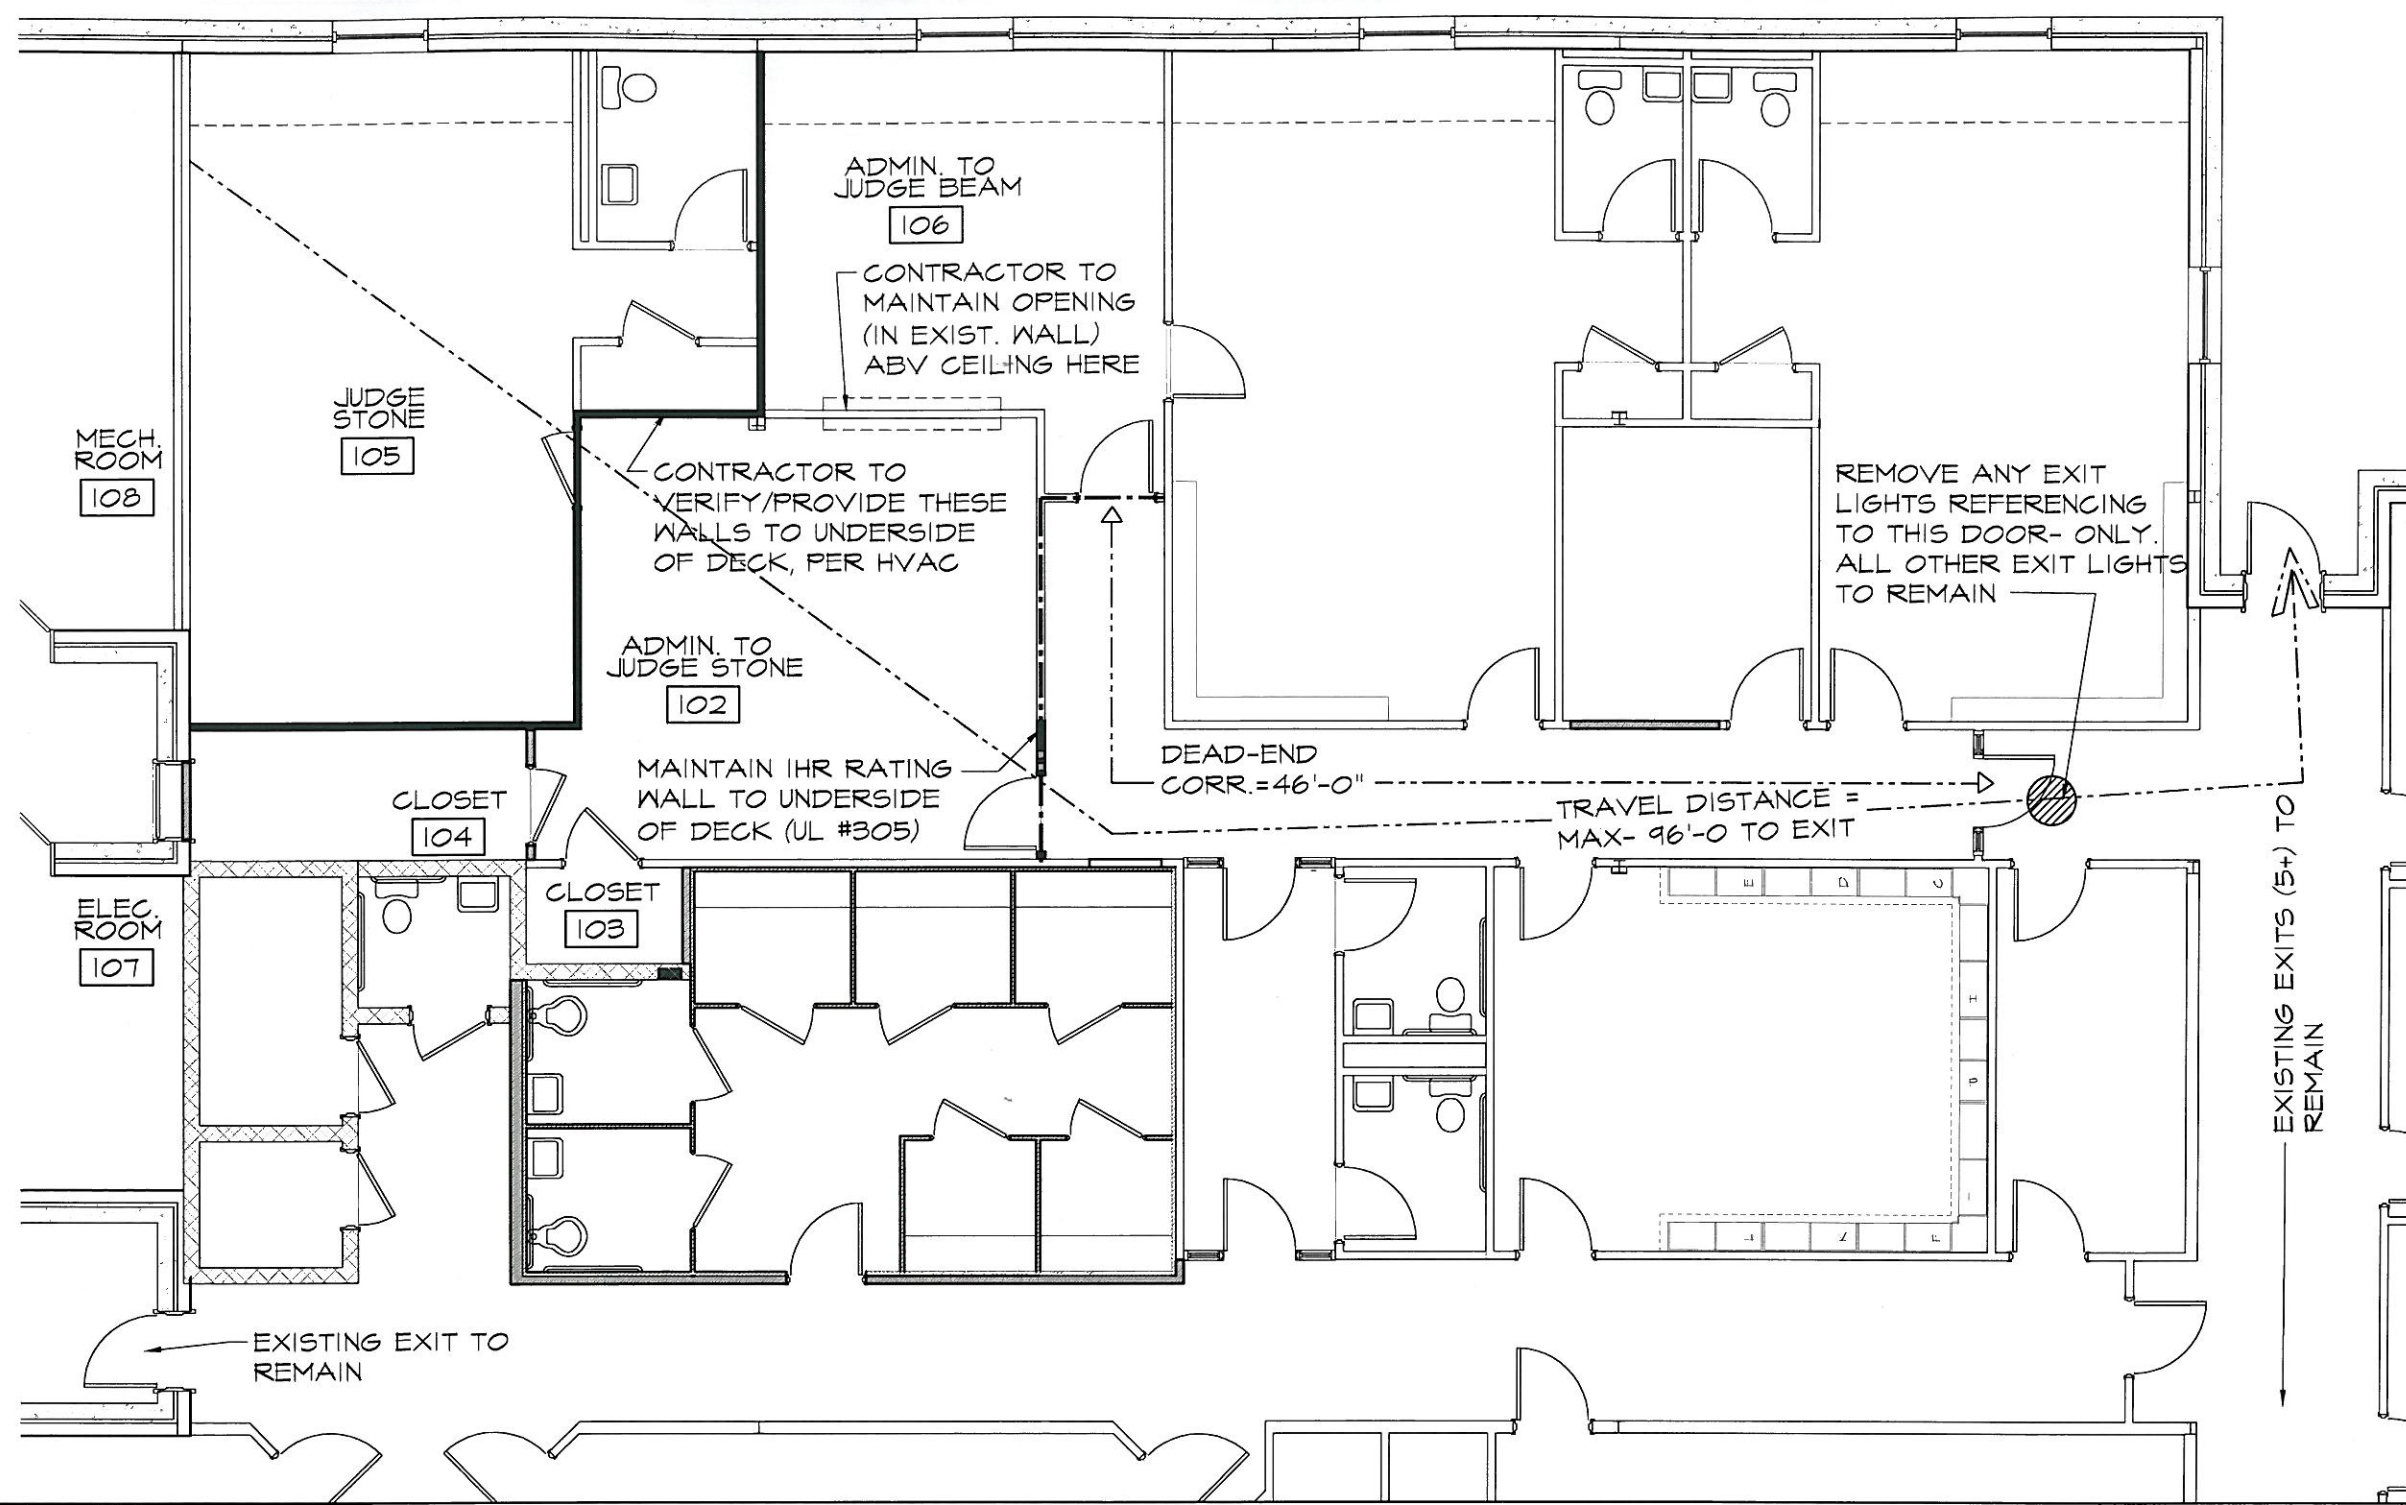 ADMIN. TO
JUDGE BEAM
106
CONTRACTOR TO
MAINTAIN OPENING
(IN EXIST. WALL)
ABV CEILING HERE
JUDGE
STONE
105
MECH.
ROOM
108
CONTRACTOR TO
VERIFY/PROVIDE THESE
WALLS TO UNDERSIDE
OF DECK, PER HVAC
REMOVE ANY EXIT
LIGHTS REFERENCING
TO THIS DOOR- ONLY.
ALL OTHER EXIT LIGHTS
TO REMAIN
ADMIN. TO
JUDGE STONE
102
MAINTAIN 1HR RATING
WALL TO UNDERSIDE
OF DECK (UL #305)
DEAD-END
CORR.=46'-0"
TRAVEL DISTANCE =
MAX- 96'-0 TO EXIT
CLOSET
104
CLOSET
103
ELEC.
ROOM
107
E
D
C
H
G
I
L
K
F
EXISTING EXITS (5+) TO
REMAIN
EXISTING EXIT TO
REMAIN